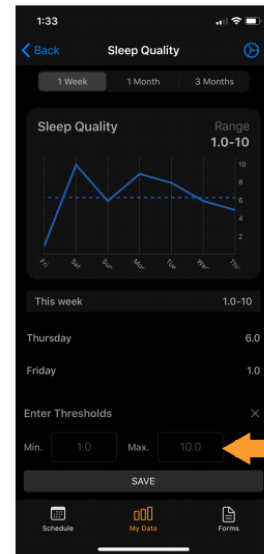 1:33
Back Sleep Quality
1 Week 1 Month 3 Months
Sleep Quality Range
1.0-10
10
8
6
4
2
Fri Sat Sun Mon Tue Wed Thu
This week 1.0-10
Thursday 6.0
Friday 1.0
Enter Thresholds ×
Min. 1.0 Max. 10.0
SAVE
Schedule My Data Forms